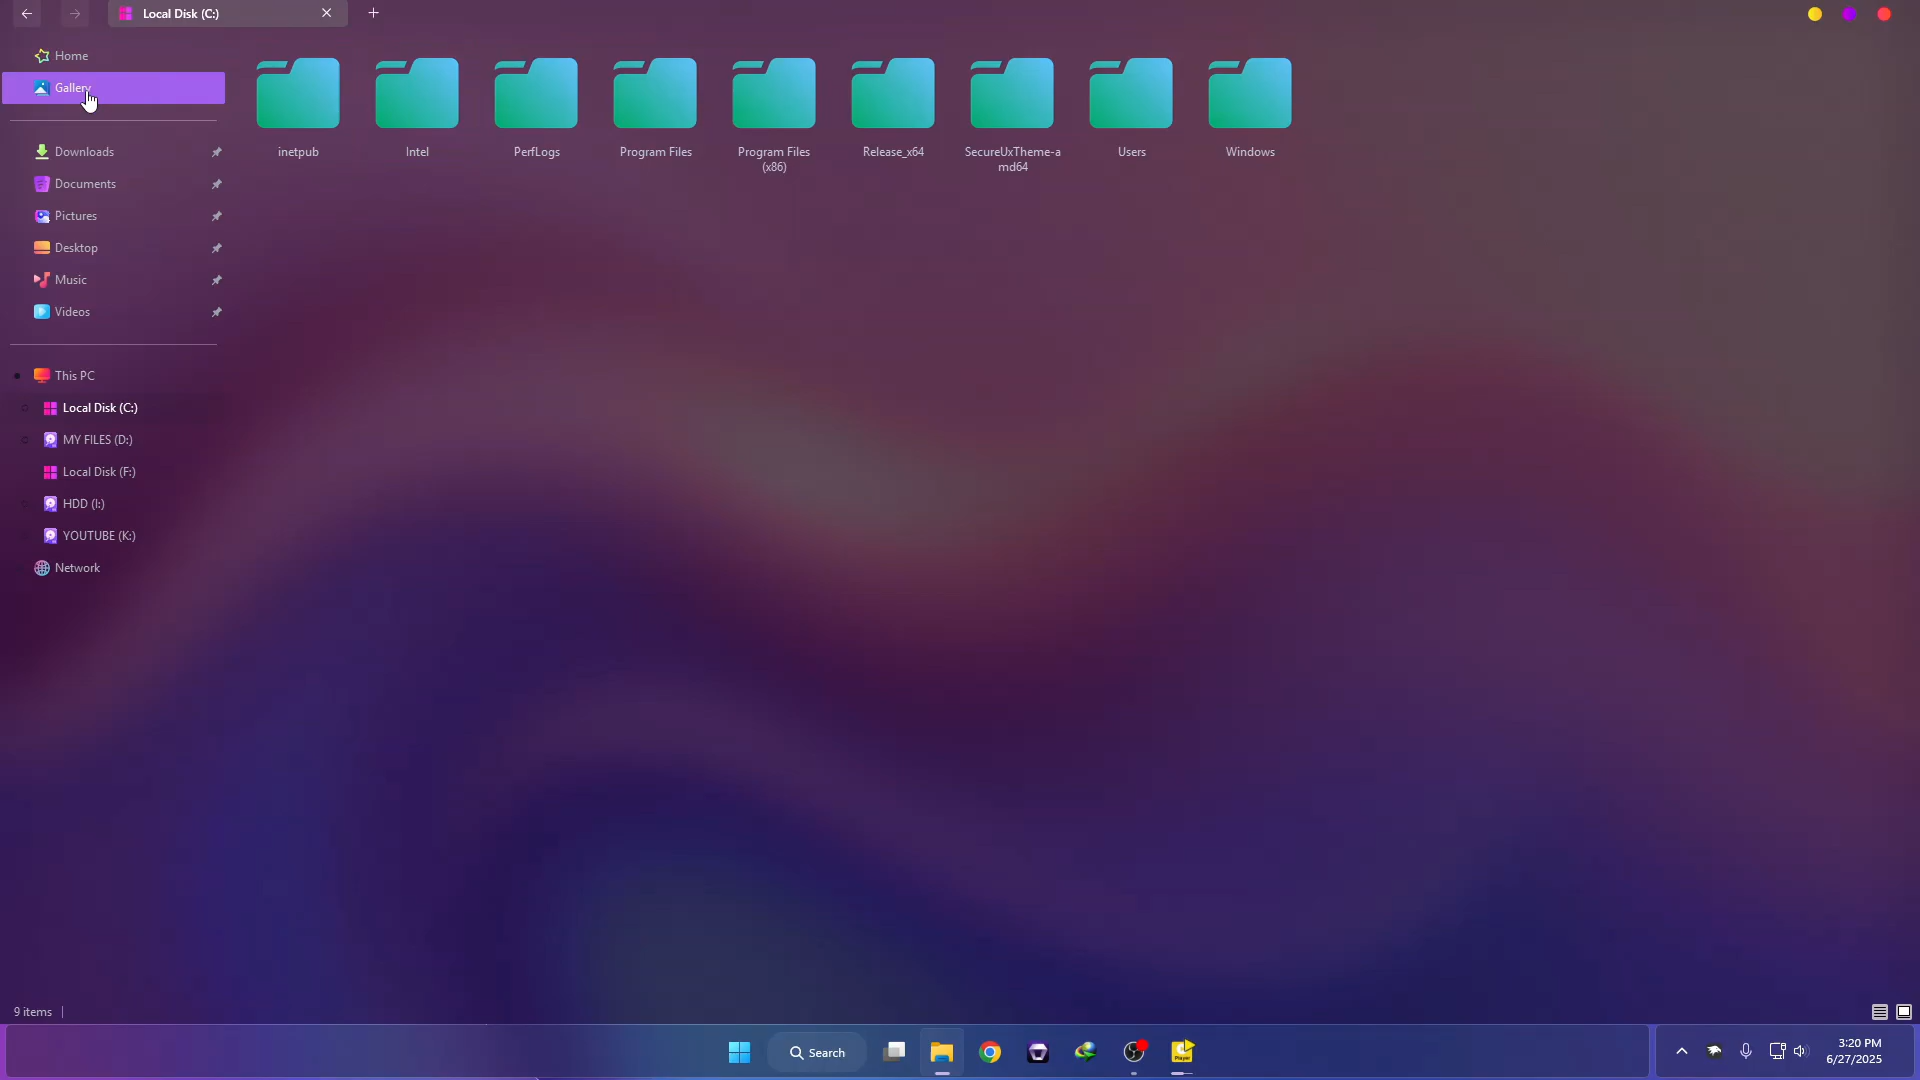 Local Disk (C:)
Home
Gallery
Downloads
Documents
Pictures
Desktop
Music
Videos
This PC
Local Disk (C:)
MY FILES (D:)
Local Disk (F:)
HDD (I:)
YOUTUBE (K:)
Network
inetpub
Intel
PerfLogs
Program Files
Program Files
(x86)
Release_x64
SecureUxTheme-a
md64
Users
Windows
9 items
Search
Player
3:20 PM
6/27/2025